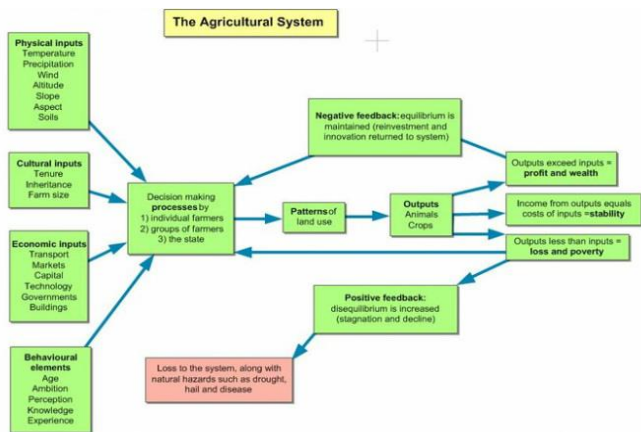 The Agricultural System
Physical inputs
Temperature
Precipitation
Wind
Altitude
Slope
Aspect
Soils
Cultural inputs
Tenure
Inheritance
Farm size
Economic inputs
Transport
Markets
Capital
Technology
Governments
Buildings
Behavioural
elements
Age
Ambition
Perception
Knowledge
Experience
Decision making
processes by
1) individual farmers
2) groups of farmers
3) the state
Patterns of
land use
Outputs
Animals
Crops
Negative feedback: equilibrium is
maintained (reinvestment and
innovation returned to system)
Outputs exceed inputs =
profit and wealth
Income from outputs equals
costs of inputs =stability
Outputs less than inputs =
loss and poverty
Positive feedback:
disequilibrium is increased
(stagnation and decline)
Loss to the system, along with
natural hazards such as drought,
hail and disease